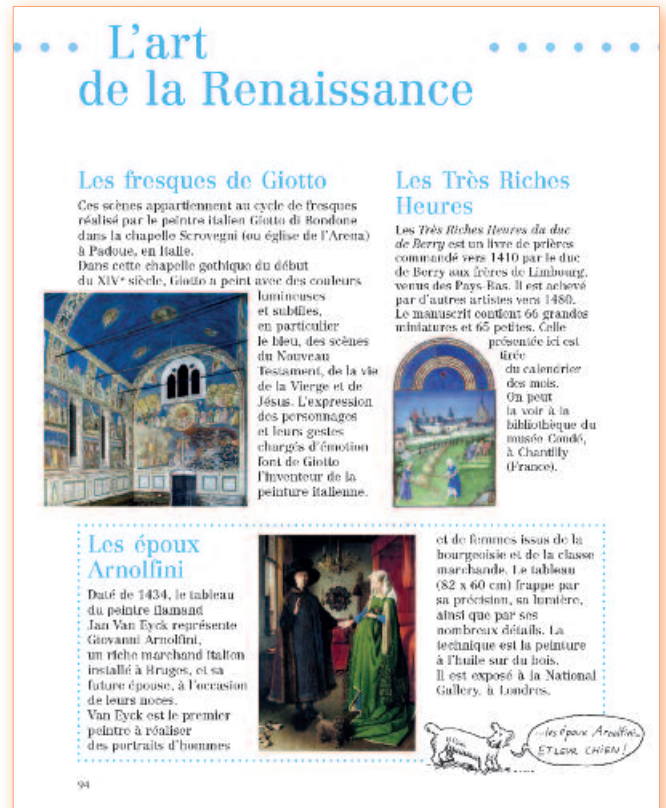 L'art
de la Renaissance
Les fresques de Giotto
Ces scènes appartiennent au cycle de fresques
réalisé par le peintre italien Giotto di Bondone
dans la chapelle Scrovegni (ou église de l'Arena)
à Padoue, en Italie.
Dans cette chapelle gothique du début
du XIVe siècle, Giotto a peint avec des couleurs
lumineuses
et subtiles,
en particulier
le bleu, des scènes
du Nouveau
Testament, de la vie
de la Vierge et de
Jésus. L'expression
des personnages
et leurs gestes
chargés d'émotion
font de Giotto
l'inventeur de la
peinture italienne.
Les Très Riches
Heures
Les Très Riches Heures du duc
de Berry est un livre de prières
commandé vers 1410 par le duc
de Berry aux frères de Limbourg,
venus des Pays-Bas. Il est achevé
par d'autres artistes vers 1480.
Le manuscrit contient 66 grandes
miniatures et 65 petites. Celle
présentée ici est
tirée
du calendrier
des mois.
On peut
la voir à la
bibliothèque du
musée Condé,
à Chantilly
(France).
Les époux
Arnolfini
Daté de 1434, le tableau
du peintre flamand
Jan Van Eyck représente
Giovanni Arnolfini,
un riche marchand italien
installé à Bruges, et sa
future épouse, à l'occasion
de leurs noces.
Van Eyck est le premier
peintre à réaliser
des portraits d'hommes
et de femmes issus de la
bourgeoisie et de la classe
marchande. Le tableau
(82 x 60 cm) frappe par
sa précision, sa lumière,
ainsi que par ses
nombreux détails. La
technique est la peinture
à l'huile sur du bois.
Il est exposé à la National
Gallery, à Londres.
...les époux Arnolfini...
ET LEUR CHIEN !
94